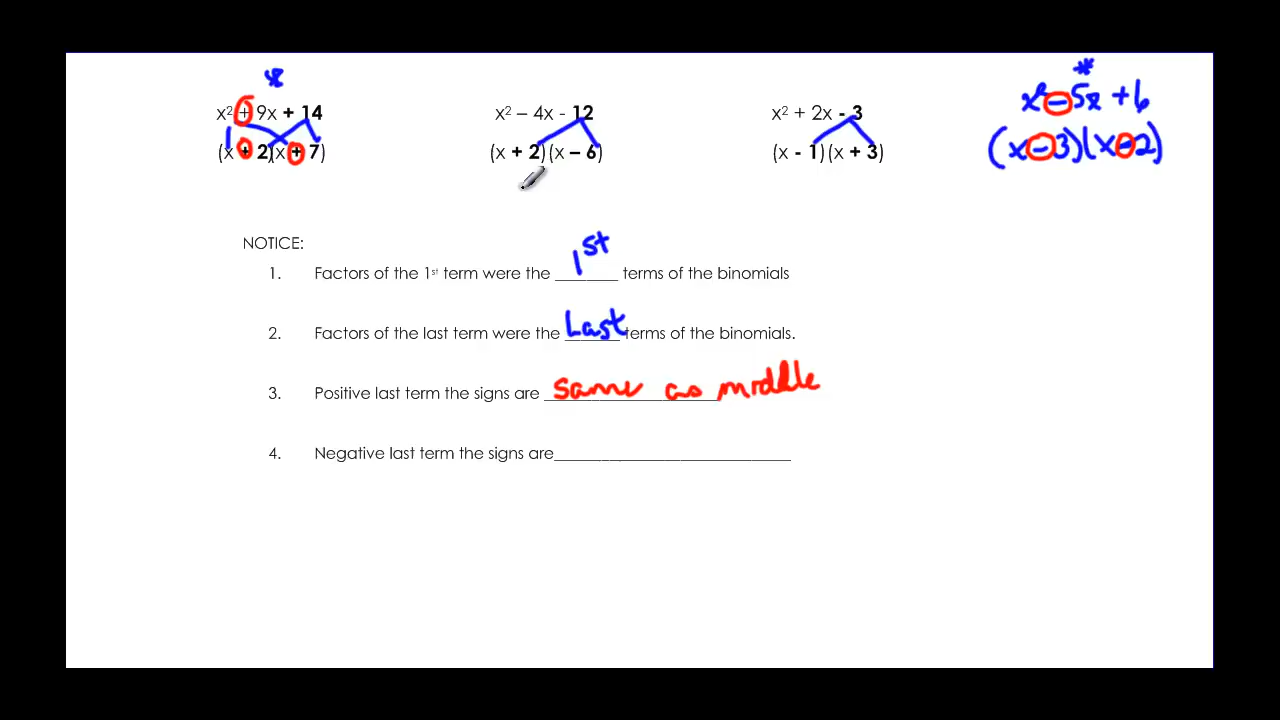 *
*
x² + 9x + 14
x² – 4x - 12
x² + 2x - 3
x² - 5x + 6
(x + 2)(x + 7)
(x + 2)(x – 6)
(x - 1)(x + 3)
(x - 3)(x - 2)
NOTICE:
1. Factors of the 1st term were the 1st terms of the binomials
2. Factors of the last term were the Last terms of the binomials.
3. Positive last term the signs are same as middle
4. Negative last term the signs are____________________